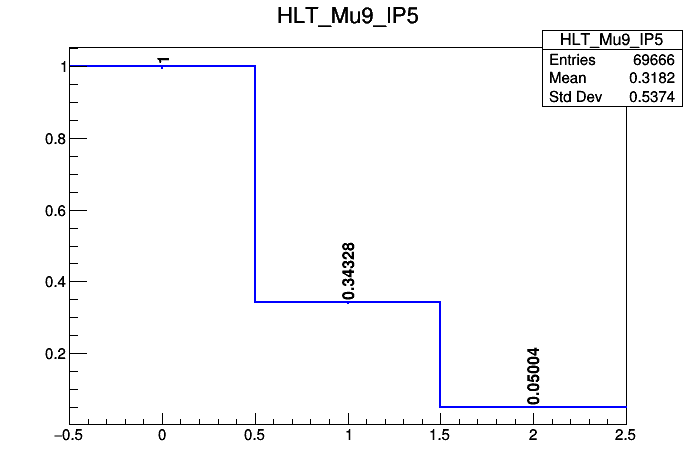 HLT_Mu9_IP5
HLT_Mu9_IP5
Entries 69666
Mean 0.3182
Std Dev 0.5374
1
0.8
0.6
0.4
0.2
1
0.34328
0.05004
−0.5 0 0.5 1 1.5 2 2.5